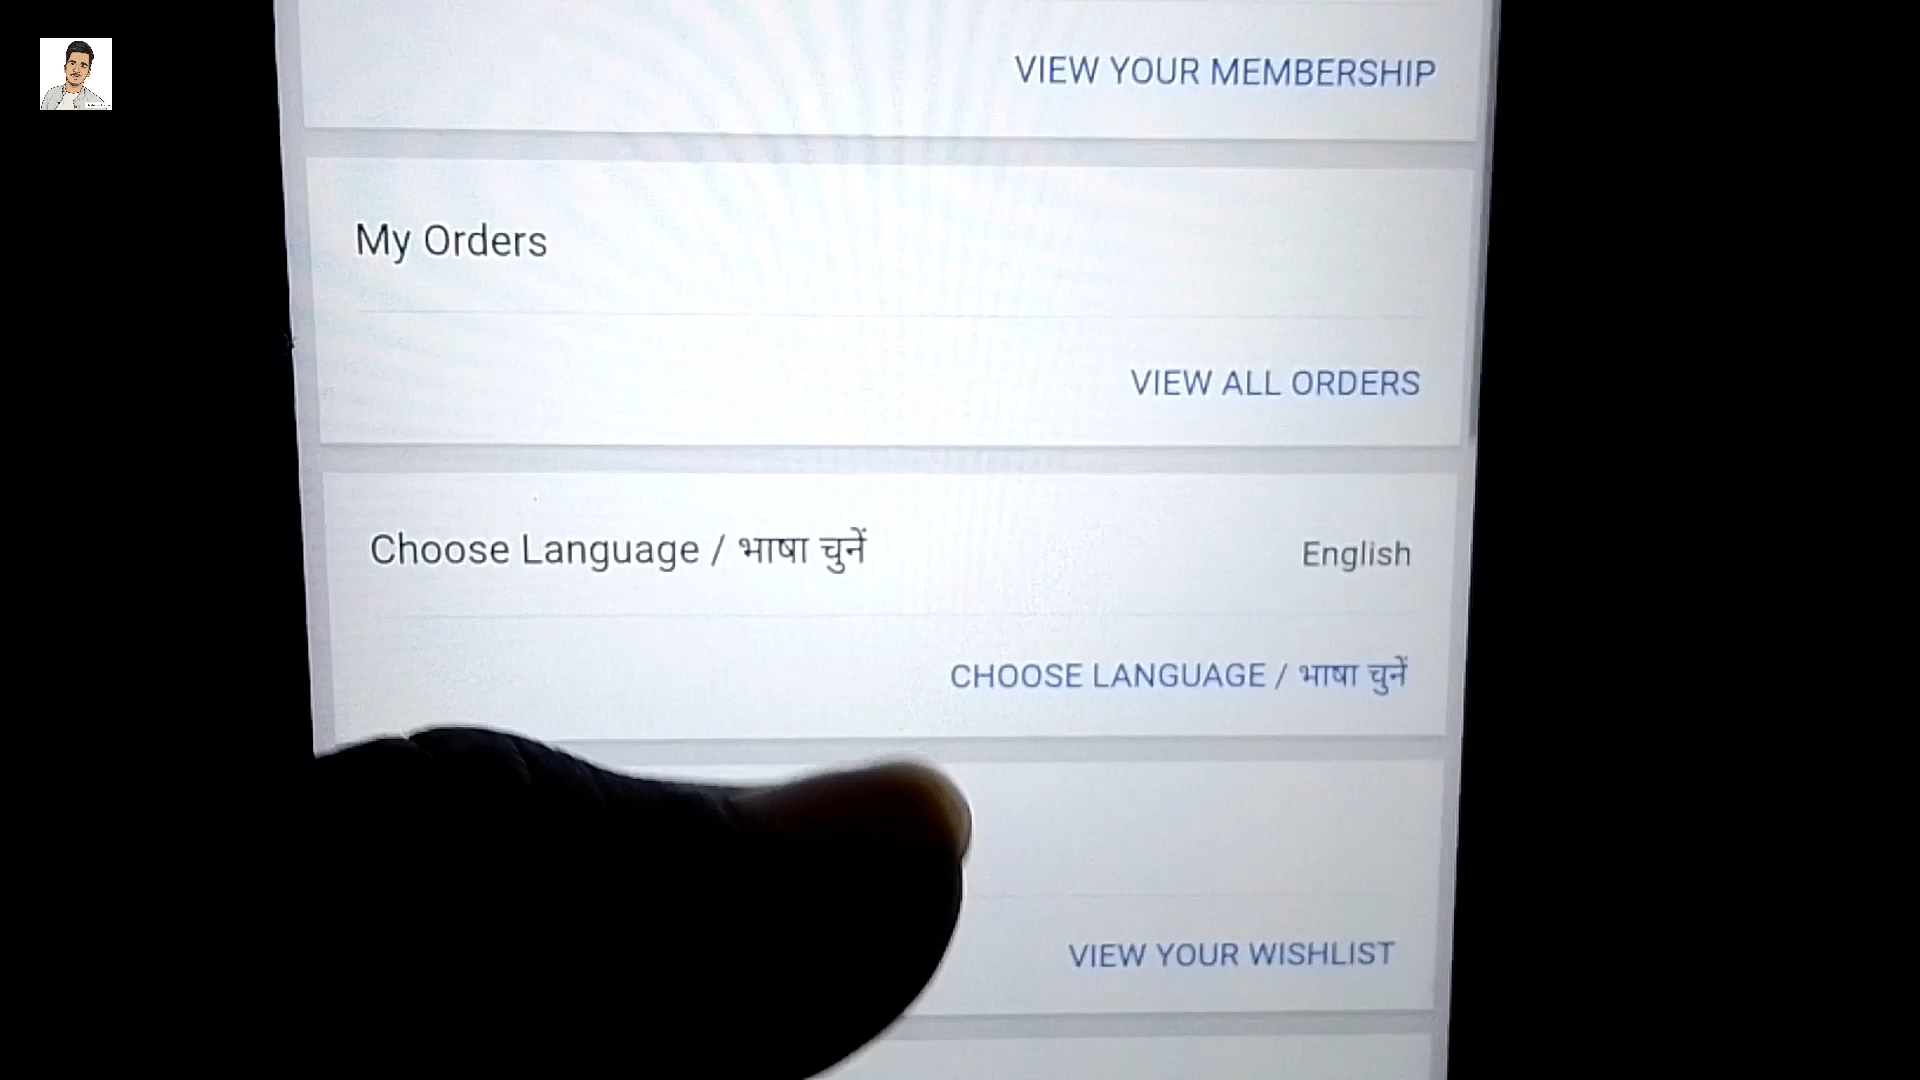 VIEW YOUR MEMBERSHIP
My Orders
VIEW ALL ORDERS
Choose Language / भाषा चुनें
English
CHOOSE LANGUAGE / भाषा चुनें
VIEW YOUR WISHLIST